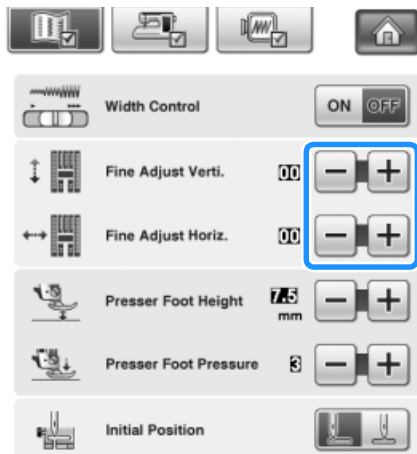 Width Control ON OFF
Fine Adjust Verti. 00 − +
Fine Adjust Horiz. 00 − +
Presser Foot Height 7.5 mm − +
Presser Foot Pressure 3 − +
Initial Position